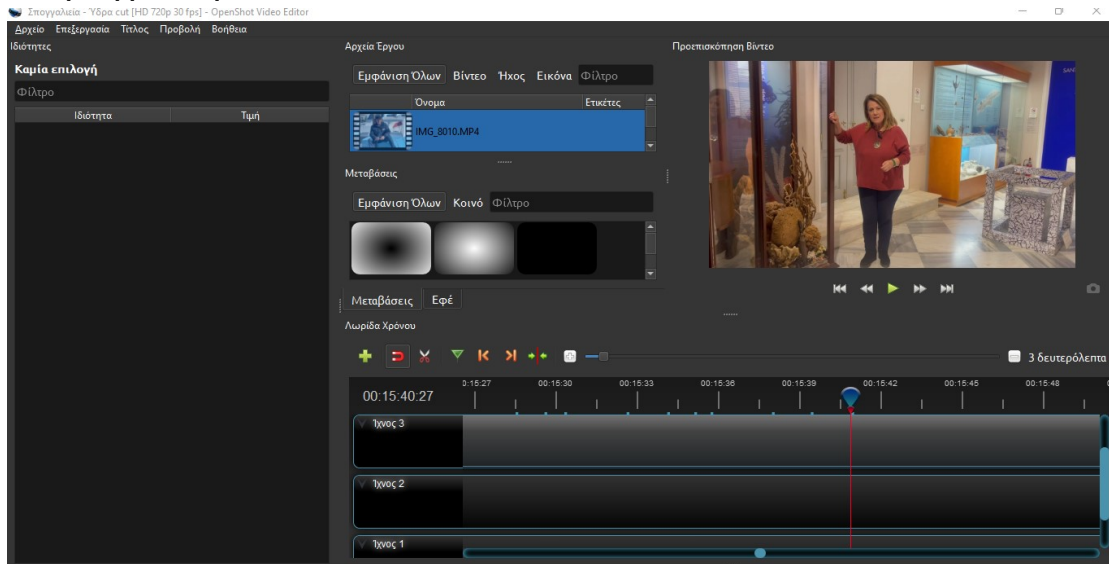 Σπογγαλιεία - Ύδρα cut [HD 720p 30 fps] - OpenShot Video Editor
Αρχείο Επεξεργασία Τίτλος Προβολή Βοήθεια
Ιδιότητες
Καμία επιλογή
Φίλτρο
Ιδιότητα Τιμή
Αρχεία Έργου
Εμφάνιση Όλων Βίντεο Ήχος Εικόνα Φίλτρο
Όνομα Ετικέτες
IMG_8010.MP4
Μεταβάσεις
Εμφάνιση Όλων Κοινό Φίλτρο
Μεταβάσεις Εφέ
Προεπισκόπηση Βίντεο
SAN
Λωρίδα Χρόνου
3 δευτερόλεπτα
00:15:40:27
0:15:27 00:15:30 00:15:33 00:15:36 00:15:39 00:15:42 00:15:45 00:15:48
Ίχνος 3
Ίχνος 2
Ίχνος 1